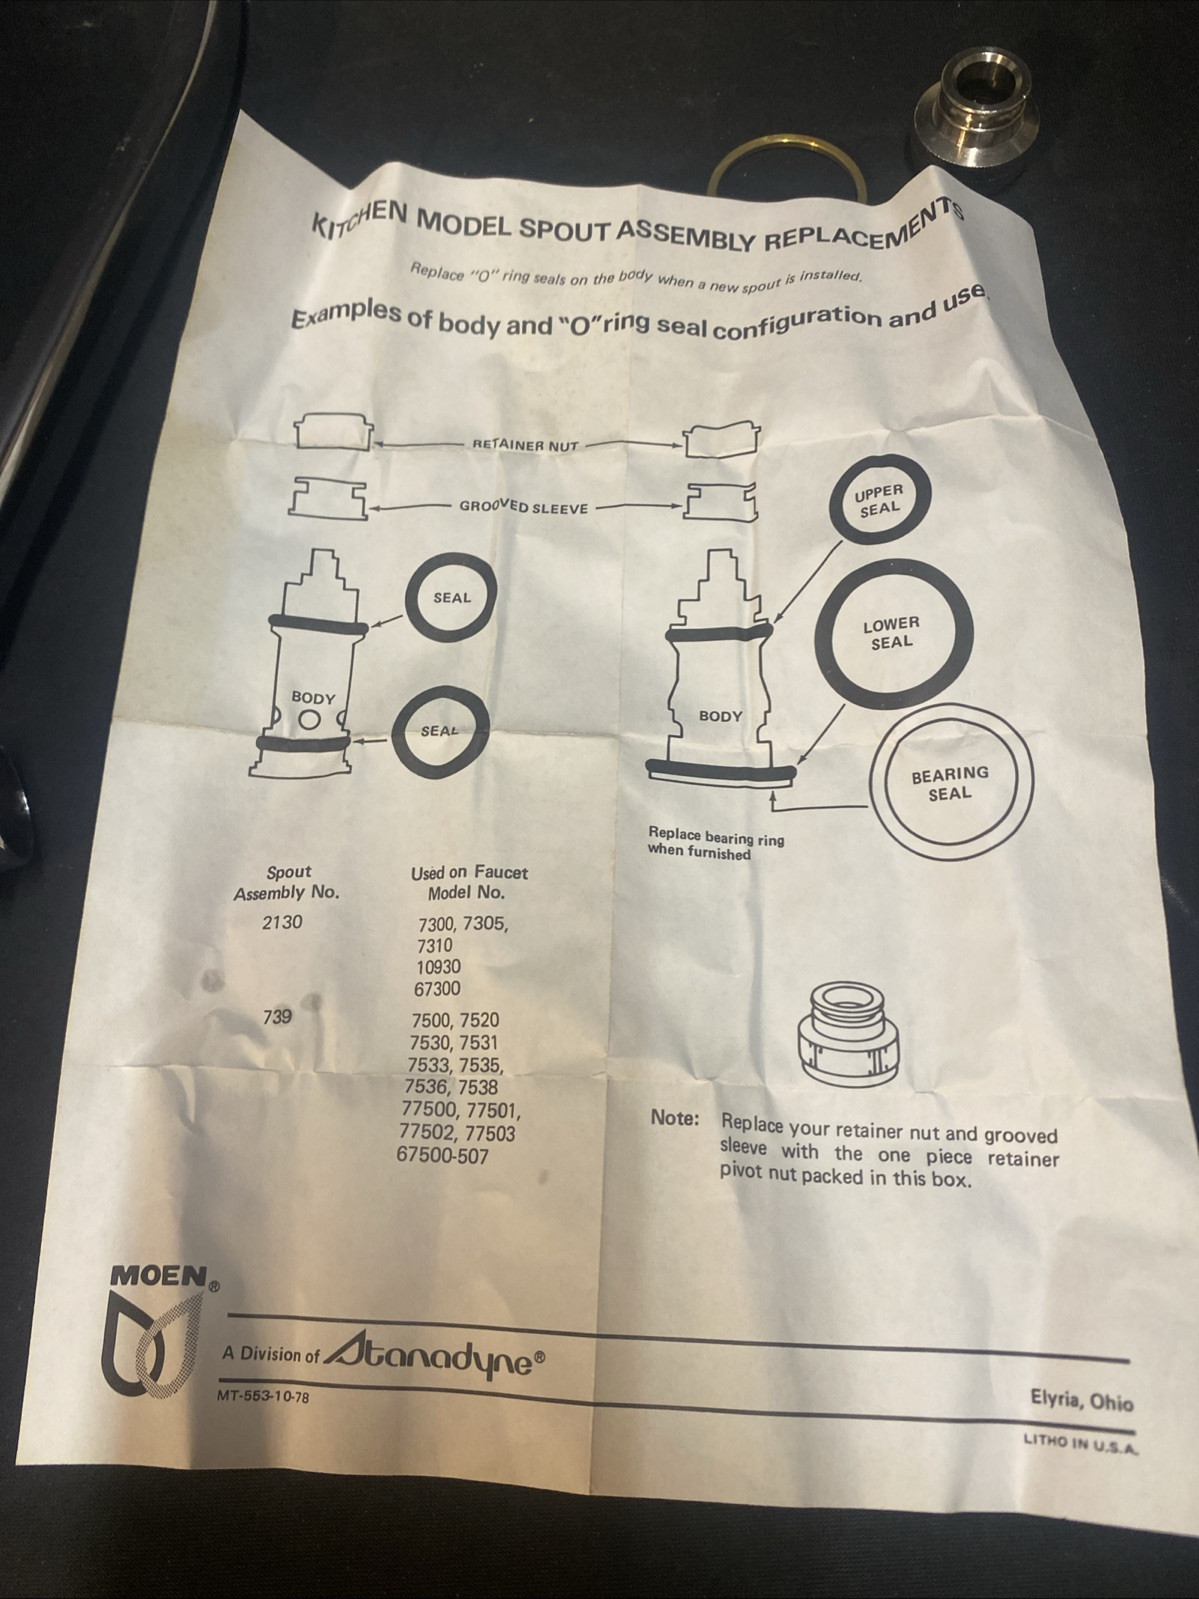 KITCHEN MODEL SPOUT ASSEMBLY REPLACEMENTS
Replace "O" ring seals on the body when a new spout is installed.
Examples of body and "O" ring seal configuration and use.
RETAINER NUT
GROOVED SLEEVE
SEAL
BODY
SEAL
UPPER
SEAL
LOWER
SEAL
BODY
BEARING
SEAL
Replace bearing ring
when furnished
Spout
Assembly No.
Used on Faucet
Model No.
2130
7300, 7305,
7310
10930
67300
739
7500, 7520
7530, 7531
7533, 7535,
7536, 7538
77500, 77501,
77502, 77503
67500-507
Note: Replace your retainer nut and grooved
sleeve with the one piece retainer
pivot nut packed in this box.
MOEN®
A Division of Stanadyne®
MT-553-10-78
Elyria, Ohio
LITHO IN U.S.A.